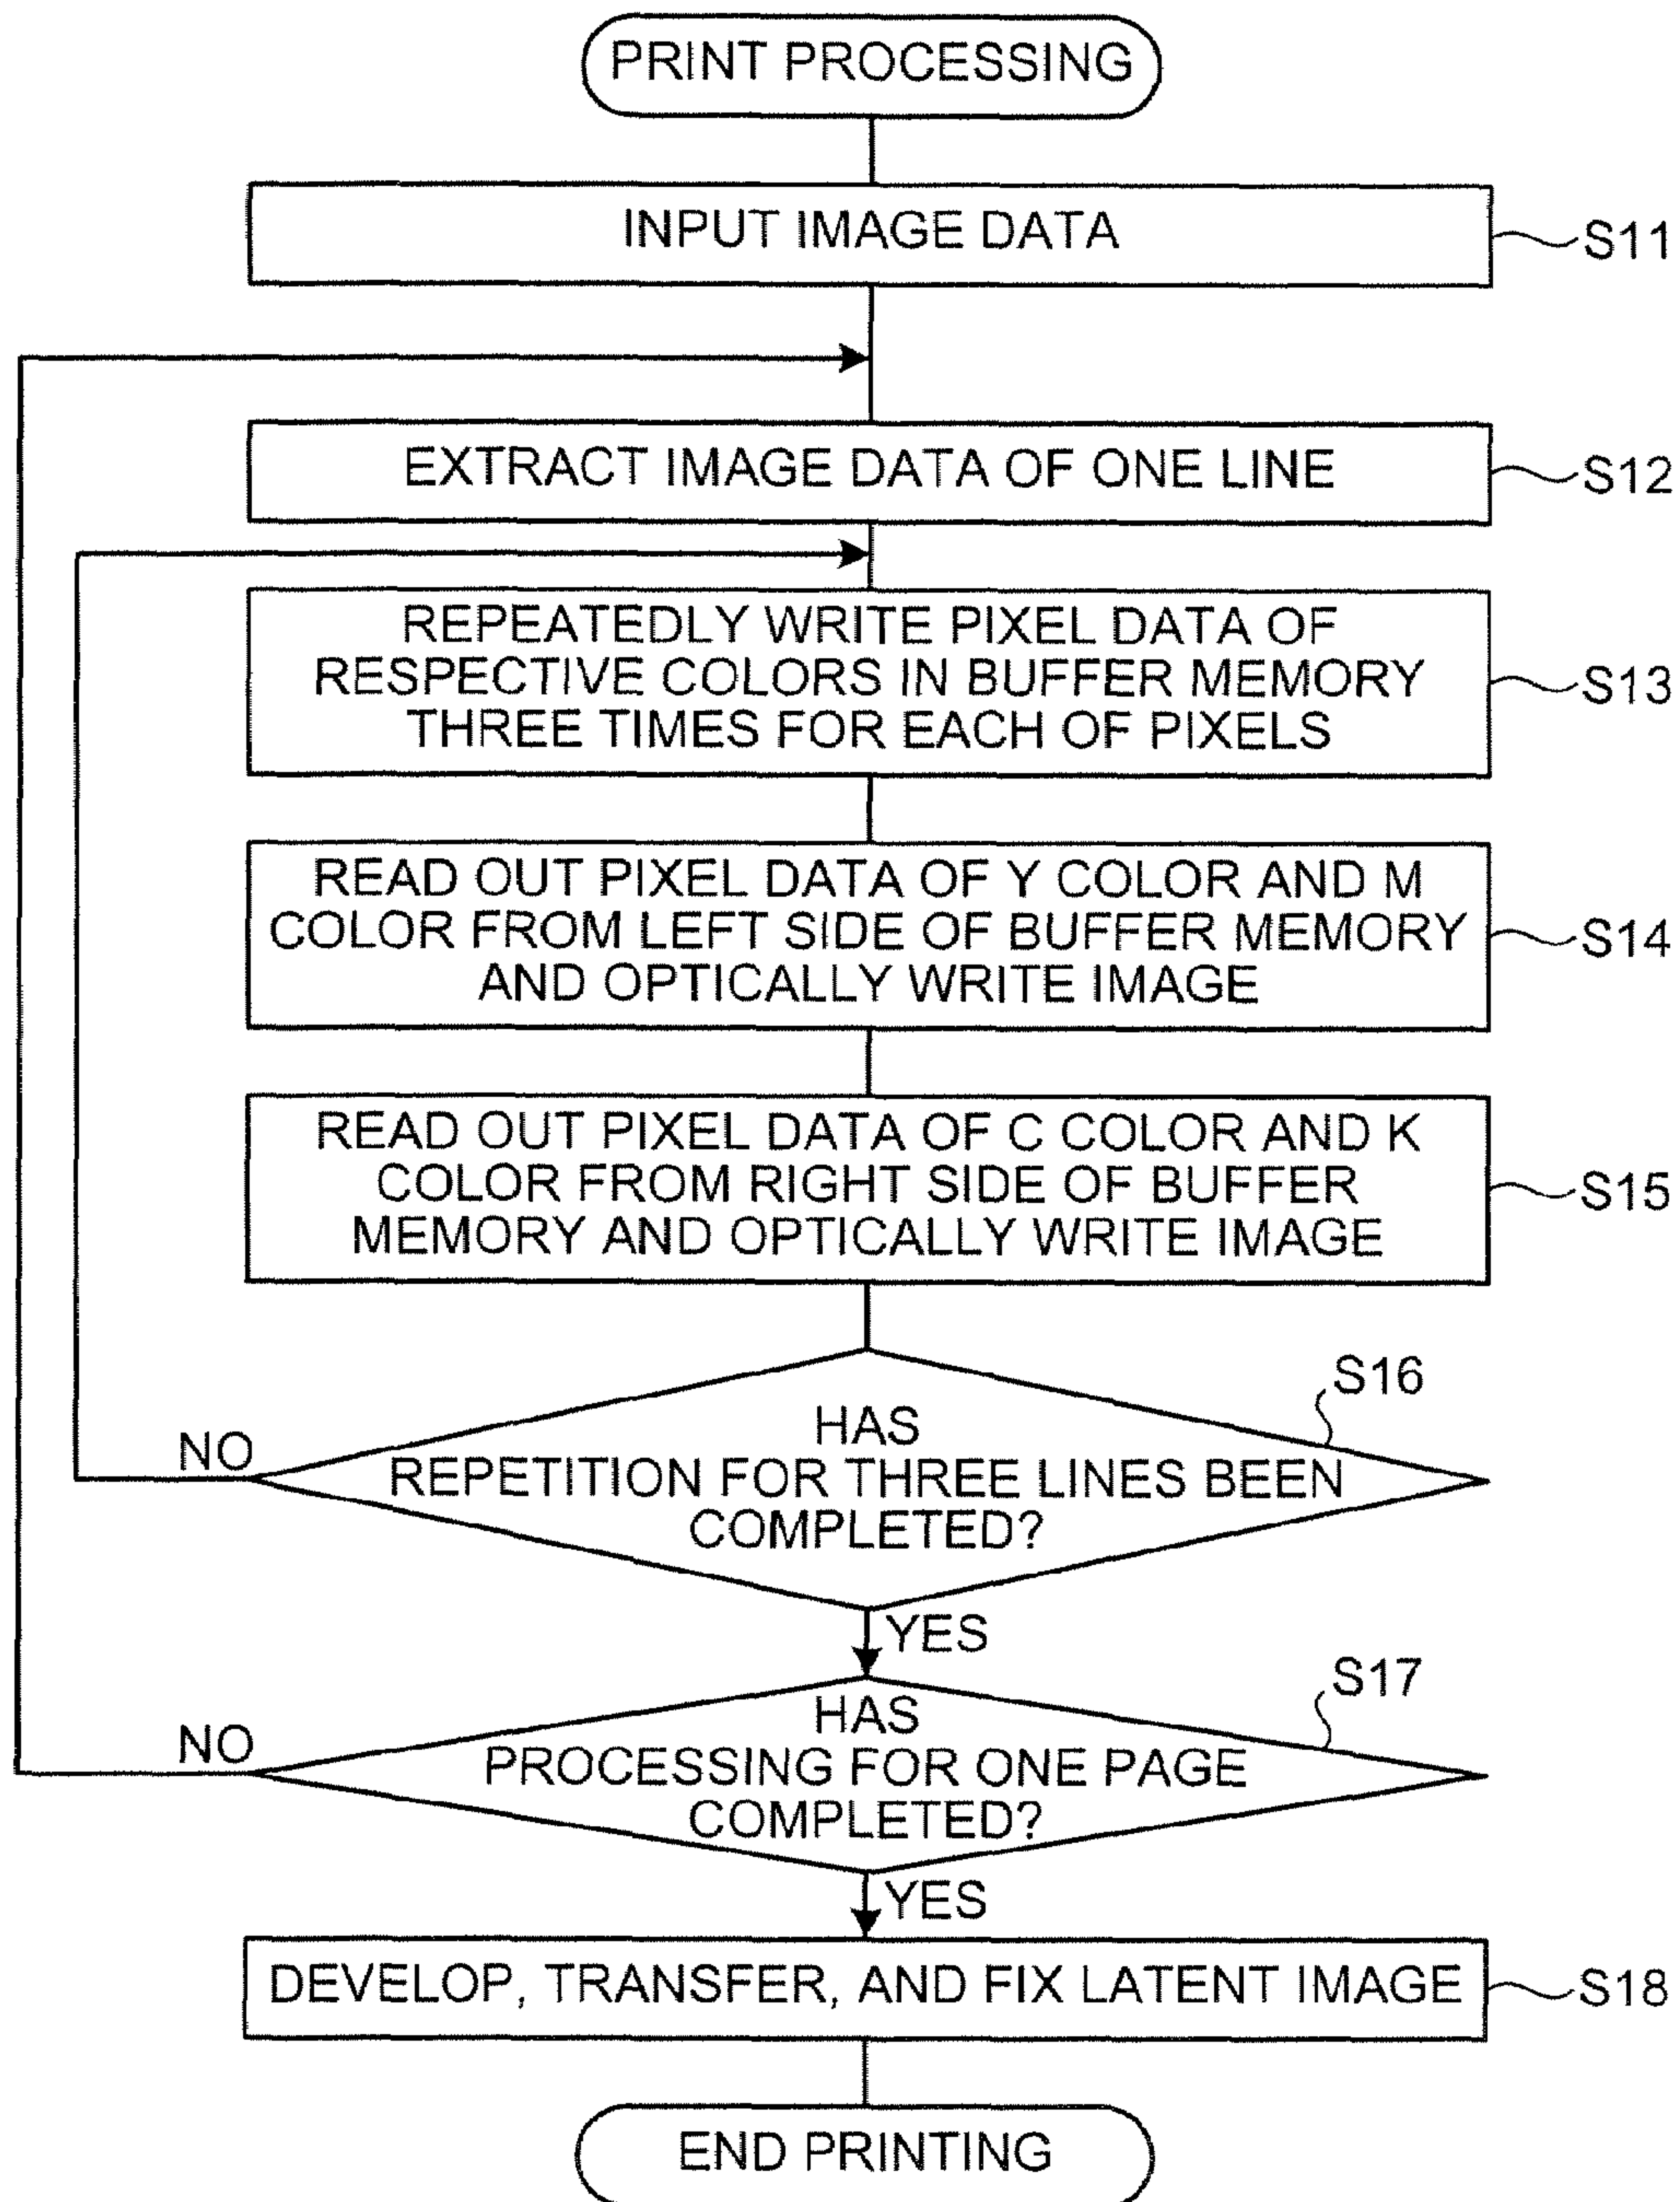 PRINT PROCESSING
INPUT IMAGE DATA
S11
EXTRACT IMAGE DATA OF ONE LINE
S12
REPEATEDLY WRITE PIXEL DATA OF
RESPECTIVE COLORS IN BUFFER MEMORY
THREE TIMES FOR EACH OF PIXELS
S13
READ OUT PIXEL DATA OF Y COLOR AND M
COLOR FROM LEFT SIDE OF BUFFER MEMORY
AND OPTICALLY WRITE IMAGE
S14
READ OUT PIXEL DATA OF C COLOR AND K
COLOR FROM RIGHT SIDE OF BUFFER
MEMORY AND OPTICALLY WRITE IMAGE
S15
S16
HAS
REPETITION FOR THREE LINES BEEN
COMPLETED?
NO
YES
S17
HAS
PROCESSING FOR ONE PAGE
COMPLETED?
NO
YES
DEVELOP, TRANSFER, AND FIX LATENT IMAGE
S18
END PRINTING